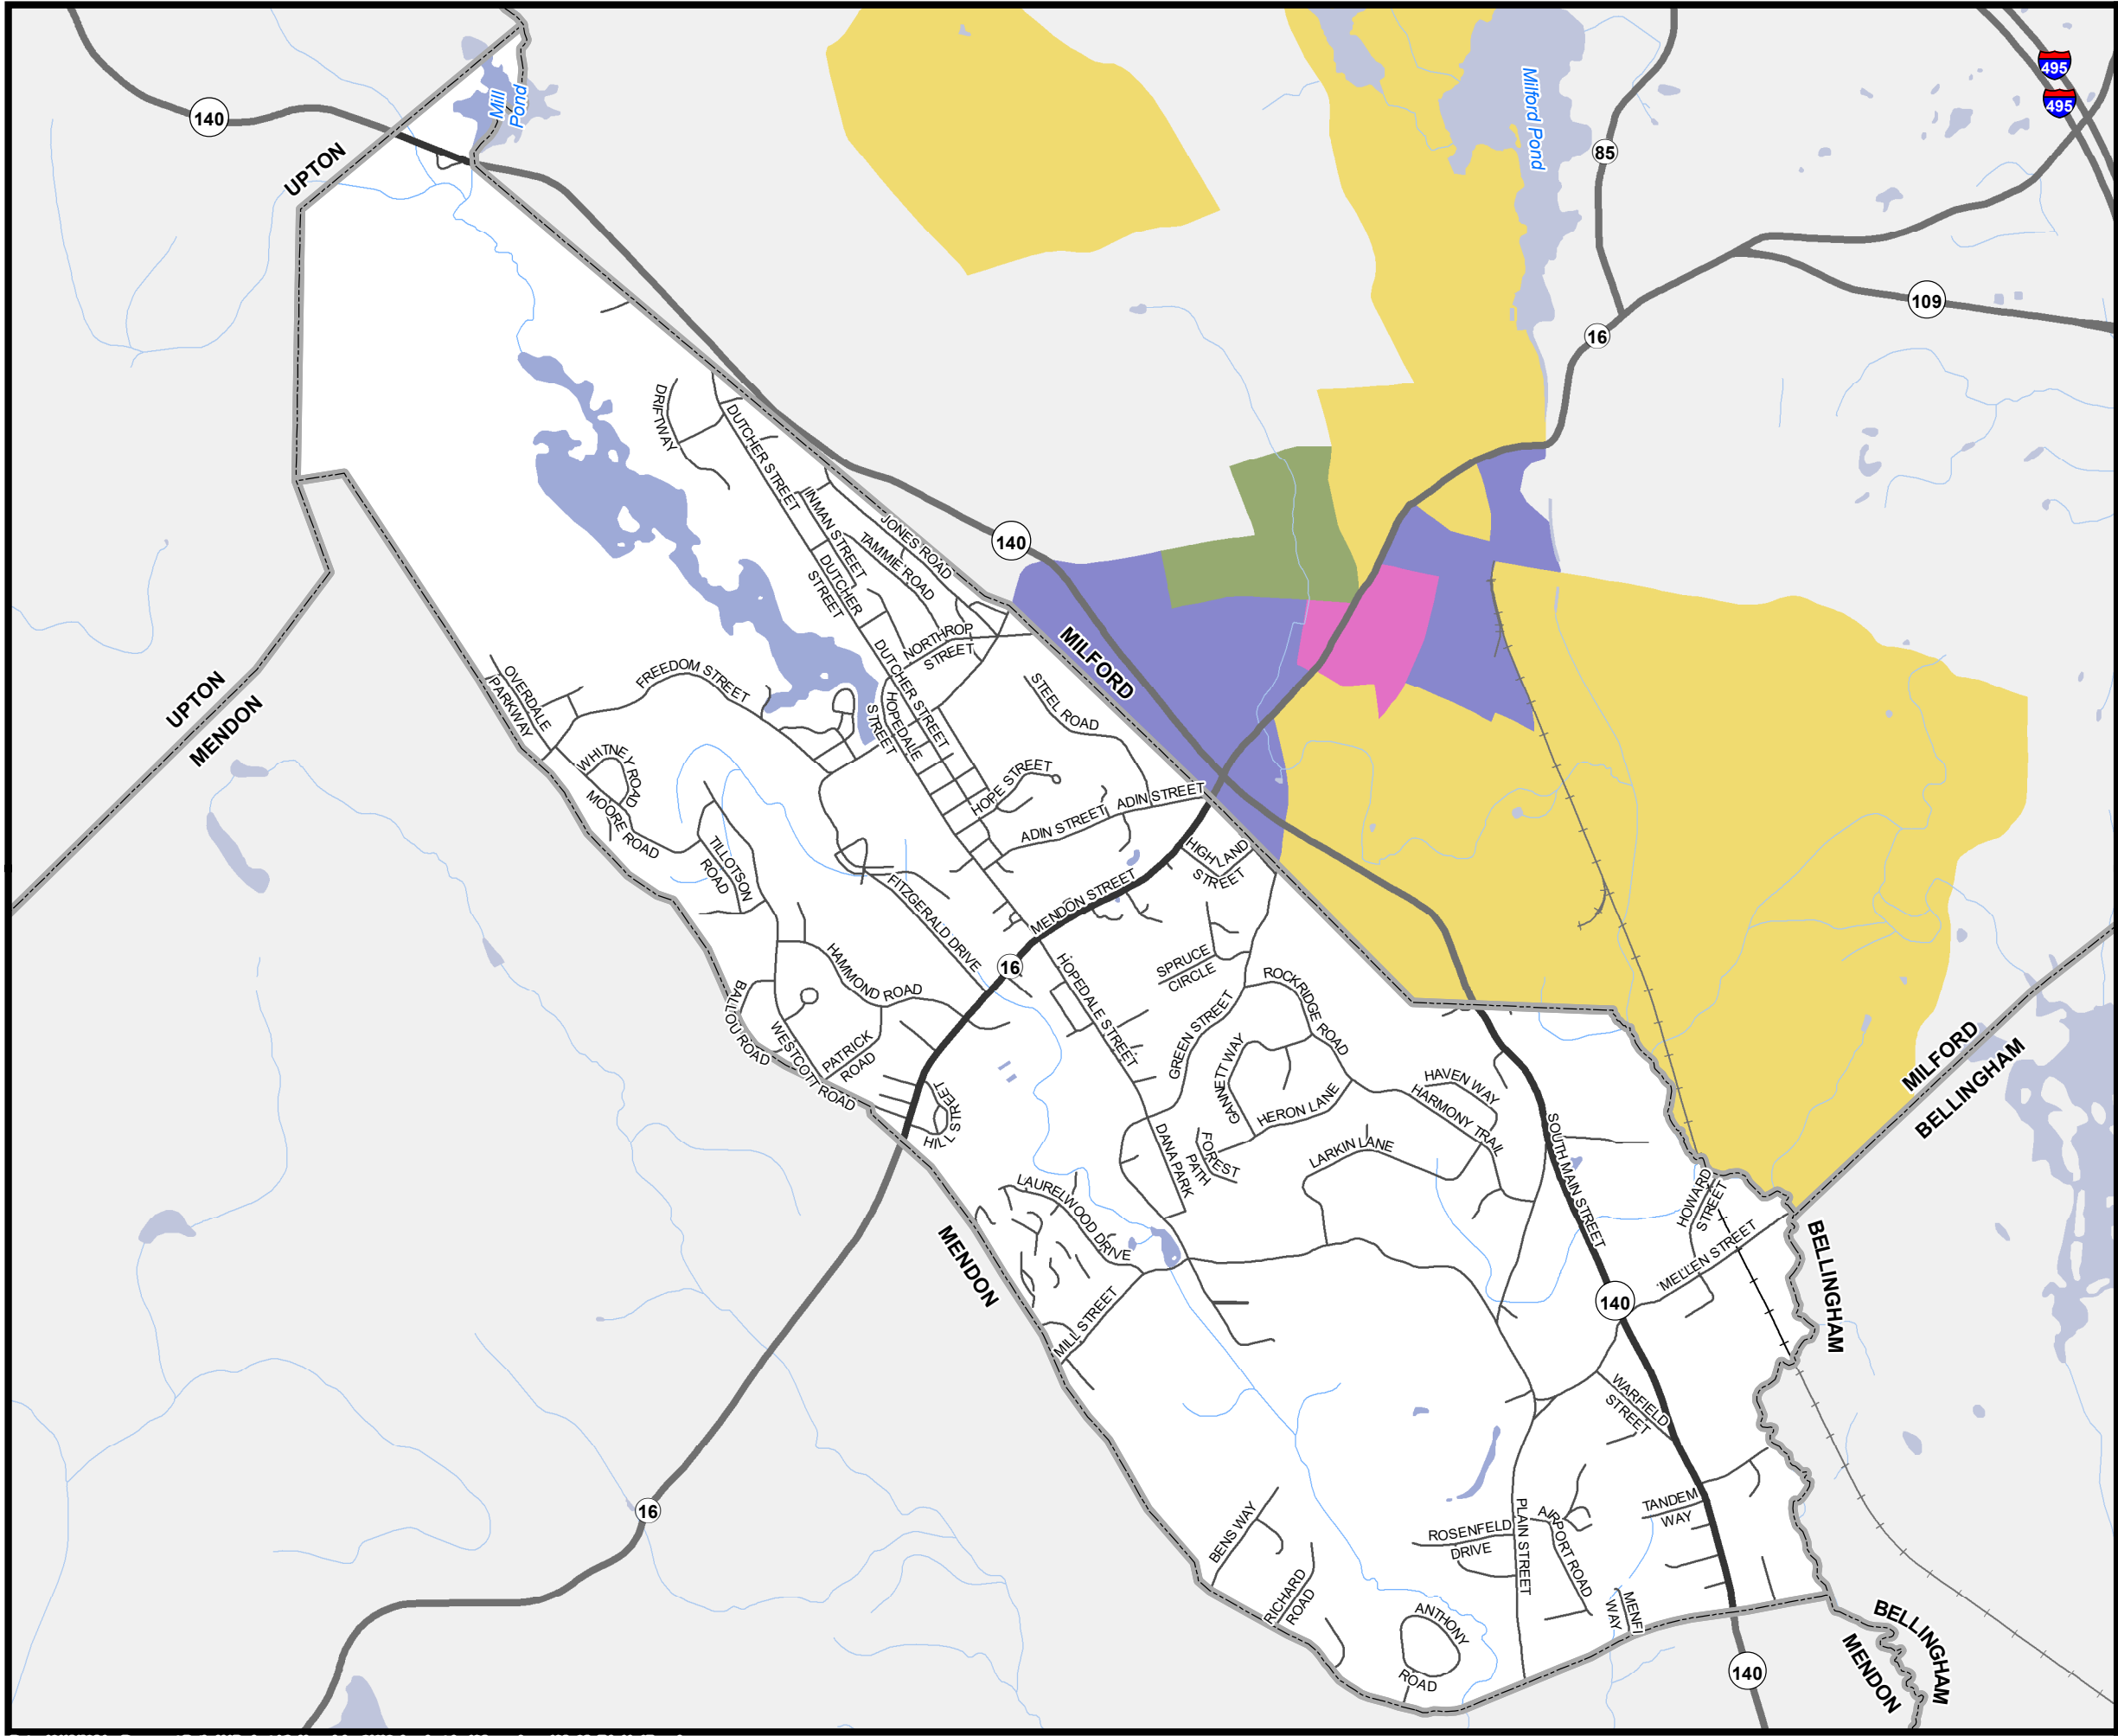 495
495
Mill
Pond
Milford Pond
140
85
UPTON
109
16
DRIFTWAY
DUTCHER STREET
INMAN STREET
JONES ROAD
140
TAMMIE ROAD
DUTCHER
STREET
NORTHROP
STREET
MILFORD
DUTCHER STREET
FREEDOM STREET
OVERDALE
PARKWAY
HOPEDALE
STREET
STEEL ROAD
UPTON
MENDON
WHITNEY
ROAD
HOPE STREET
MOORE ROAD
ADIN STREET
ADIN STREET
TILLOTSON
ROAD
HIGHLAND
STREET
FITZGERALD DRIVE
MENDON STREET
HAMMOND ROAD
16
HOPEDALE STREET
SPRUCE
CIRCLE
ROCKRIDGE ROAD
BALLOU ROAD
WESTCOTT ROAD
PATRICK
ROAD
GREEN STREET
GANNETT WAY
MILFORD
BELLINGHAM
HILL STREET
HERON LANE
HAVEN WAY
HARMONY TRAIL
DANA PARK
FOREST
PATH
LARKIN LANE
SOUTH MAIN STREET
LAURELWOOD DRIVE
HOWARD
STREET
MELLEN STREET
MENDON
BELLINGHAM
MILL STREET
140
WARFIELD
STREET
16
BENS WAY
ROSENFELD
DRIVE
PLAIN STREET
AIRPORT ROAD
TANDEM
WAY
RICHARD
ROAD
ANTHONY
ROAD
MENFI
WAY
140
BELLINGHAM
MENDON